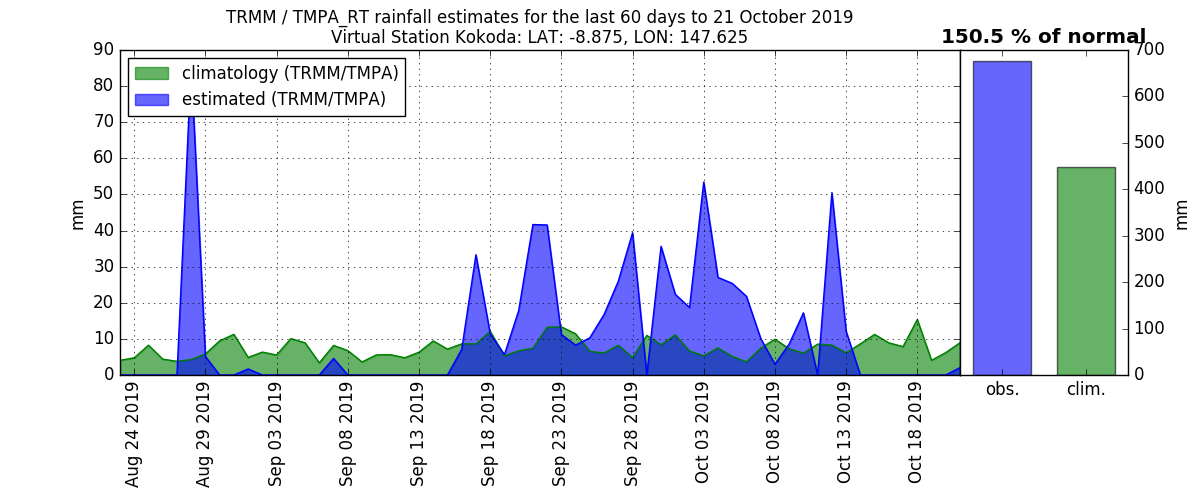 TRMM / TMPA_RT rainfall estimates for the last 60 days to 21 October 2019
Virtual Station Kokoda: LAT: -8.875, LON: 147.625
150.5 % of normal
climatology (TRMM/TMPA)
estimated (TRMM/TMPA)
90
80
70
60
50
40
30
20
10
0
mm
Aug 24 2019
Aug 29 2019
Sep 03 2019
Sep 08 2019
Sep 13 2019
Sep 18 2019
Sep 23 2019
Sep 28 2019
Oct 03 2019
Oct 08 2019
Oct 13 2019
Oct 18 2019
obs.
clim.
700
600
500
400
300
200
100
0
mm